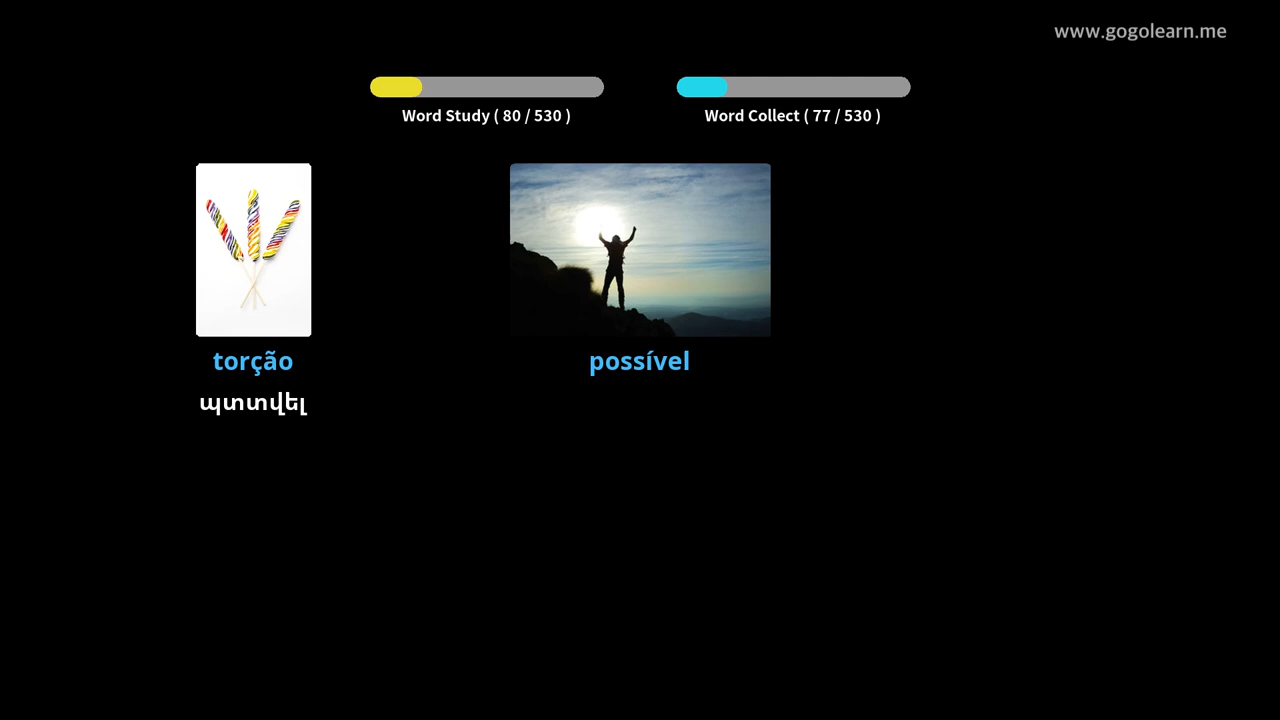 www.gogolearn.me
Word Study ( 80 / 530 )
Word Collect ( 77 / 530 )
torção
possível
պտտվել